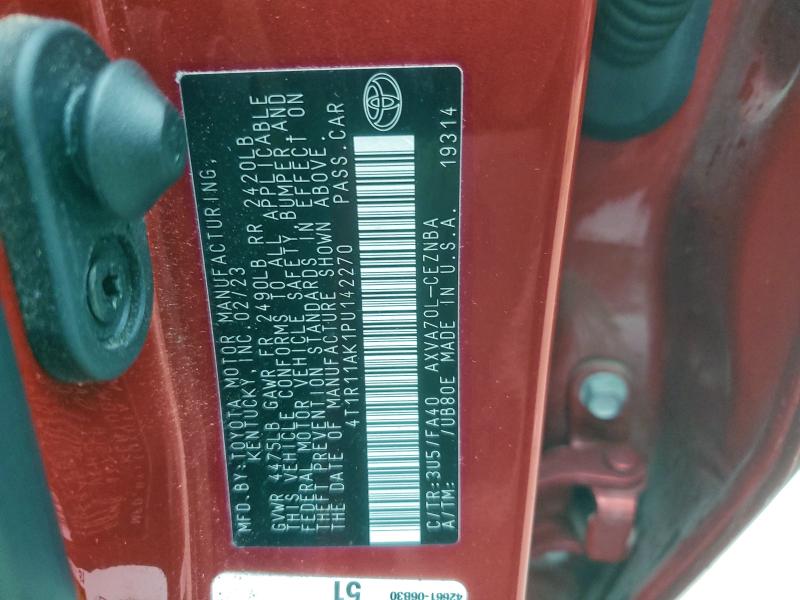 MFD.BY:TOYOTA MOTOR MANUFACTURING,
KENTUCKY, INC. 02/23
GVWR 4475LB GAWR FR 2490LB RR 2420LB
THIS VEHICLE CONFORMS TO ALL APPLICABLE
FEDERAL MOTOR VEHICLE SAFETY, BUMPER AND
THEFT PREVENTION STANDARDS IN EFFECT ON
THE DATE OF MANUFACTURE SHOWN ABOVE.
4T1R11AK1PU142270 PASS.CAR
C/TR:3U5/FA40 AXVA70L-CEZNBA
A/TM: /UB80E MADE IN U.S.A. 19314
51
42661-06B30